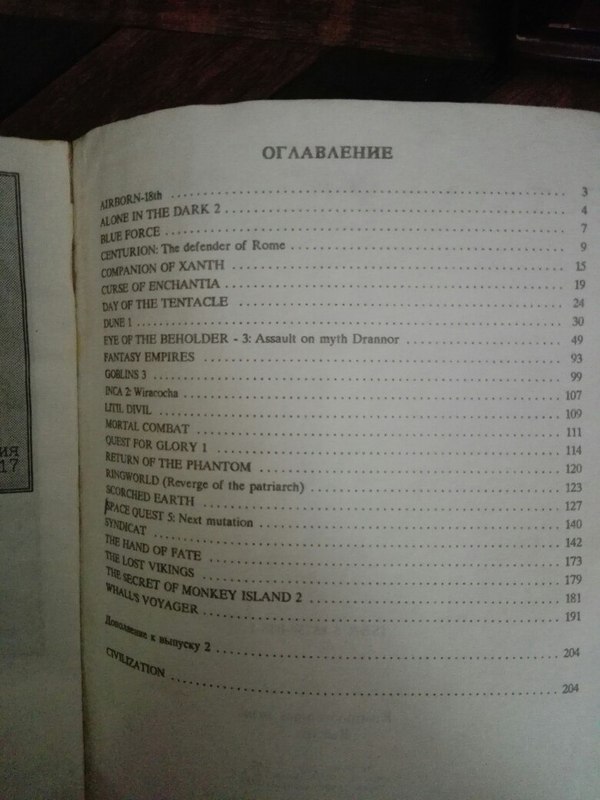 ИЯ
17
ОГЛАВЛЕНИЕ
AIRBORN-18th 3
ALONE IN THE DARK 2 4
BLUE FORCE 7
CENTURION: The defender of Rome 9
COMPANION OF XANTH 15
CURSE OF ENCHANTIA 19
DAY OF THE TENTACLE 24
DUNE 1 30
EYE OF THE BEHOLDER - 3: Assault on myth Drannor 49
FANTASY EMPIRES 93
GOBLINS 3 99
INCA 2: Wiracocha 107
LITIL DIVIL 109
MORTAL COMBAT 111
QUEST FOR GLORY 1 114
RETURN OF THE PHANTOM 120
RINGWORLD (Reverge of the patriarch) 123
SCORCHED EARTH 127
SPACE QUEST 5: Next mutation 140
SYNDICAT 142
THE HAND OF FATE 173
THE LOST VIKINGS 179
THE SECRET OF MONKEY ISLAND 2 181
WHALL'S VOYAGER 191
Дополнение к выпуску 2 204
CIVILIZATION 204